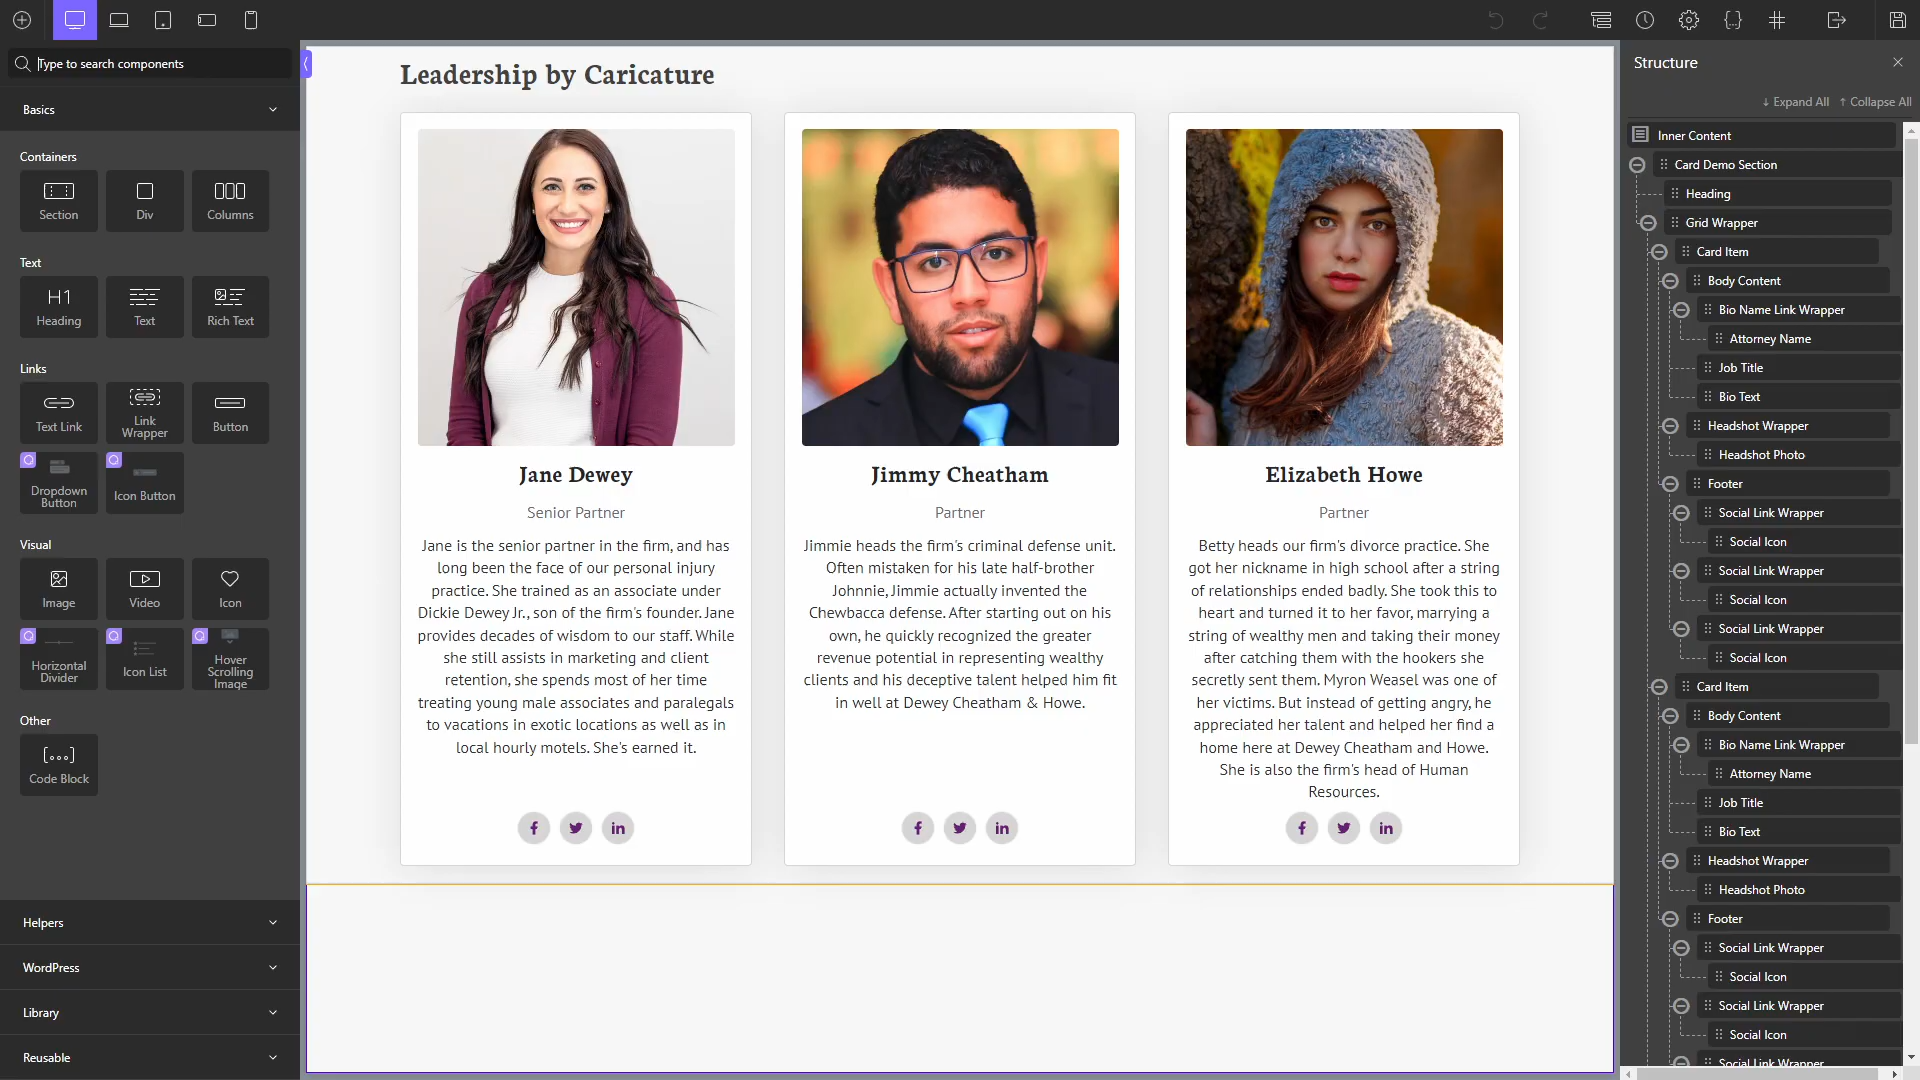 Type to search components
Basics
Containers
Section
Div
Columns
Text
H1
Heading
Text
Rich Text
Links
Text Link
Link
Wrapper
Button
Dropdown
Button
Icon Button
Visual
Image
Video
Icon
Horizontal
Divider
Icon List
Hover
Scrolling
Image
Other
Code Block
Helpers
WordPress
Library
Reusable
Leadership by Caricature
Jane Dewey
Senior Partner
Jane is the senior partner in the firm, and has
long been the face of our personal injury
practice. She trained as an associate under
Dickie Dewey Jr., son of the firm's founder. Jane
provides decades of wisdom to our staff. While
she still assists in marketing and client
retention, she spends most of her time
treating young male associates and paralegals
to vacations in exotic locations as well as in
local hourly motels. She's earned it.
Jimmy Cheatham
Partner
Jimmie heads the firm's criminal defense unit.
Often mistaken for his late half-brother
Johnnie, Jimmie actually invented the
Chewbacca defense. After starting out on his
own, he quickly recognized the greater
revenue potential in representing wealthy
clients and his deceptive talent helped him fit
in well at Dewey Cheatham & Howe.
Elizabeth Howe
Partner
Betty heads our firm's divorce practice. She
got her nickname in high school after a string
of relationships ended badly. She took this to
heart and turned it to her favor, marrying a
string of wealthy men and taking their money
after catching them with the hookers she
secretly sent them. Myron Weasel was one of
her victims. But instead of getting angry, he
appreciated her talent and helped her find a
home here at Dewey Cheatham and Howe.
She is also the firm's head of Human
Resources.
Structure
↓ Expand All ↑ Collapse All
Inner Content
Card Demo Section
Heading
Grid Wrapper
Card Item
Body Content
Bio Name Link Wrapper
Attorney Name
Job Title
Bio Text
Headshot Wrapper
Headshot Photo
Footer
Social Link Wrapper
Social Icon
Social Link Wrapper
Social Icon
Social Link Wrapper
Social Icon
Card Item
Body Content
Bio Name Link Wrapper
Attorney Name
Job Title
Bio Text
Headshot Wrapper
Headshot Photo
Footer
Social Link Wrapper
Social Icon
Social Link Wrapper
Social Icon
Social Link Wrapper